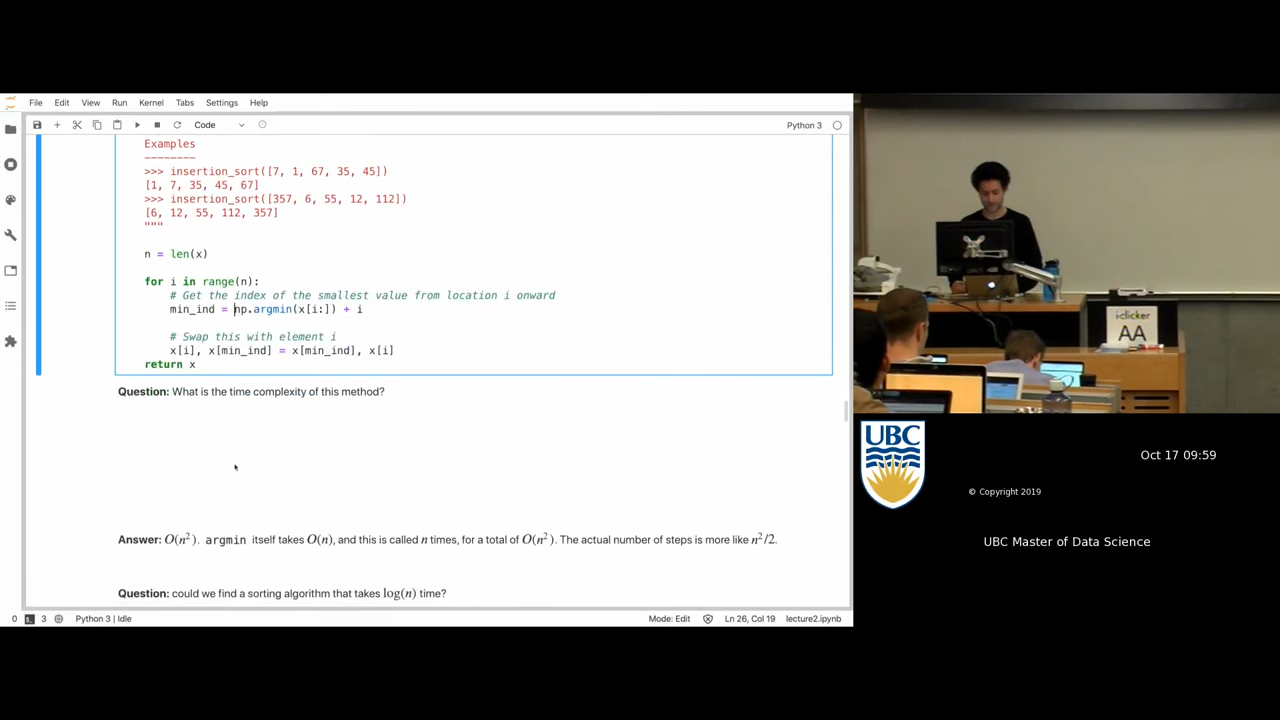 File Edit View Run Kernel Tabs Settings Help
Code
Python 3
Examples
--------
>>> insertion_sort([7, 1, 67, 35, 45])
[1, 7, 35, 45, 67]
>>> insertion_sort([357, 6, 55, 12, 112])
[6, 12, 55, 112, 357]
"""
n = len(x)
for i in range(n):
# Get the index of the smallest value from location i onward
min_ind = np.argmin(x[i:]) + i
# Swap this with element i
x[i], x[min_ind] = x[min_ind], x[i]
return x
Question: What is the time complexity of this method?
Answer: O(n²). argmin itself takes O(n), and this is called n times, for a total of O(n²). The actual number of steps is more like n²/2.
Question: could we find a sorting algorithm that takes log(n) time?
0 3 Python 3 | Idle
Mode: Edit Ln 26, Col 19 lecture2.ipynb
iclicker
AA
UBC
Oct 17 09:59
© Copyright 2019
UBC Master of Data Science